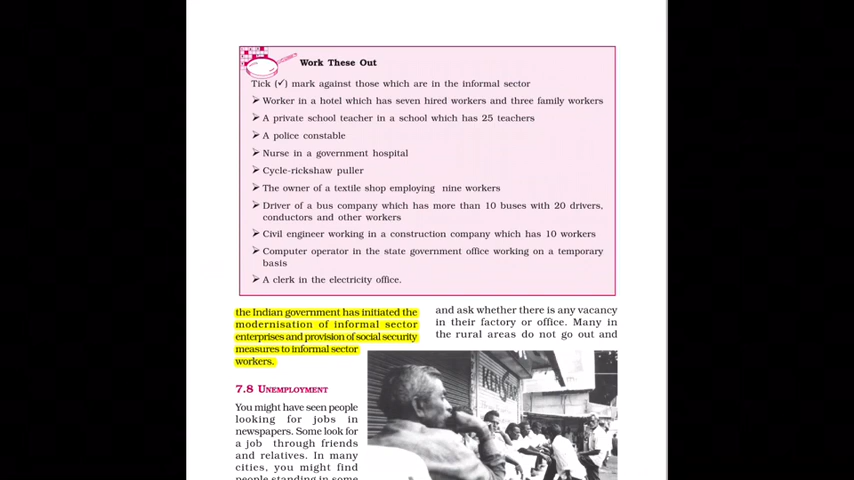 Work These Out
Tick (✓) mark against those which are in the informal sector
➤ Worker in a hotel which has seven hired workers and three family workers
➤ A private school teacher in a school which has 25 teachers
➤ A police constable
➤ Nurse in a government hospital
➤ Cycle-rickshaw puller
➤ The owner of a textile shop employing nine workers
➤ Driver of a bus company which has more than 10 buses with 20 drivers,
conductors and other workers
➤ Civil engineer working in a construction company which has 10 workers
➤ Computer operator in the state government office working on a temporary
basis
➤ A clerk in the electricity office.
the Indian government has initiated the
modernisation of informal sector
enterprises and provision of social security
measures to informal sector
workers.
7.8 UNEMPLOYMENT
You might have seen people
looking for jobs in
newspapers. Some look for
a job through friends
and relatives. In many
cities, you might find
people standing in some
and ask whether there is any vacancy
in their factory or office. Many in
the rural areas do not go out and